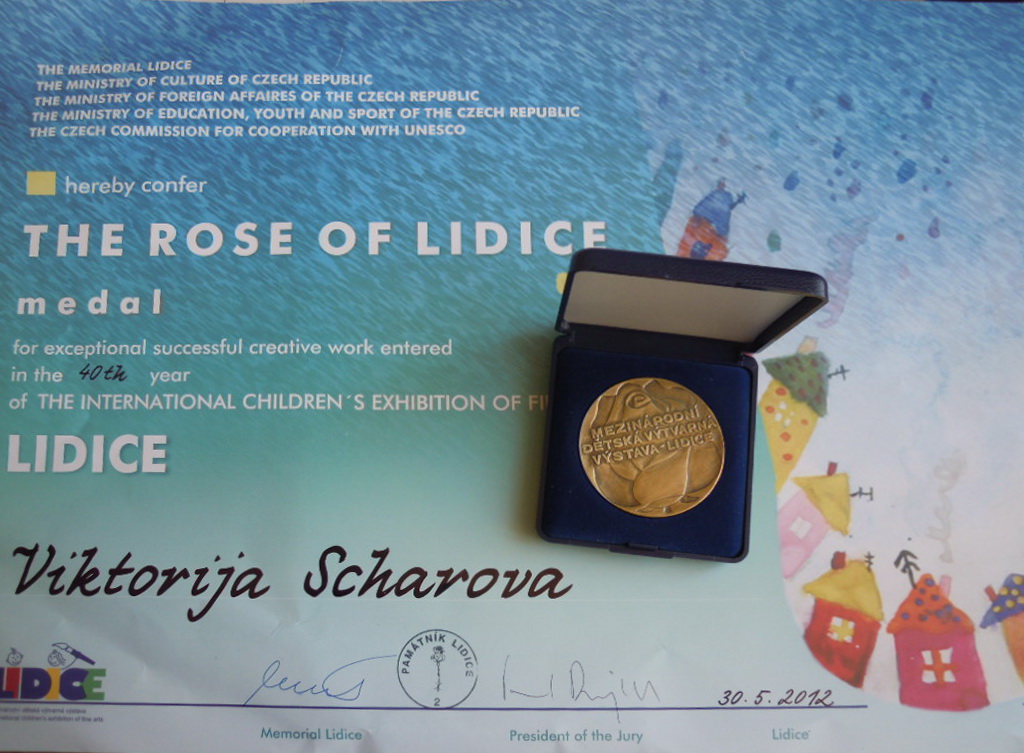 THE MEMORIAL LIDICE
THE MINISTRY OF CULTURE OF CZECH REPUBLIC
THE MINISTRY OF FOREIGN AFFAIRES OF THE CZECH REPUBLIC
THE MINISTRY OF EDUCATION, YOUTH AND SPORT OF THE CZECH REPUBLIC
THE CZECH COMMISSION FOR COOPERATION WITH UNESCO
hereby confer
THE ROSE OF LIDICE
medal
for exceptional successful creative work entered
in the 40th year
of THE INTERNATIONAL CHILDREN´S EXHIBITION OF FI
LIDICE
MEZINÁRODNÍ
DĚTSKÁ VÝTVARNÁ
VÝSTAVA-LIDICE
Viktorija Scharova
LIDICE
PAMÁTNÍK LIDICE
2
30.5.2012
Memorial Lidice
President of the Jury
Lidice